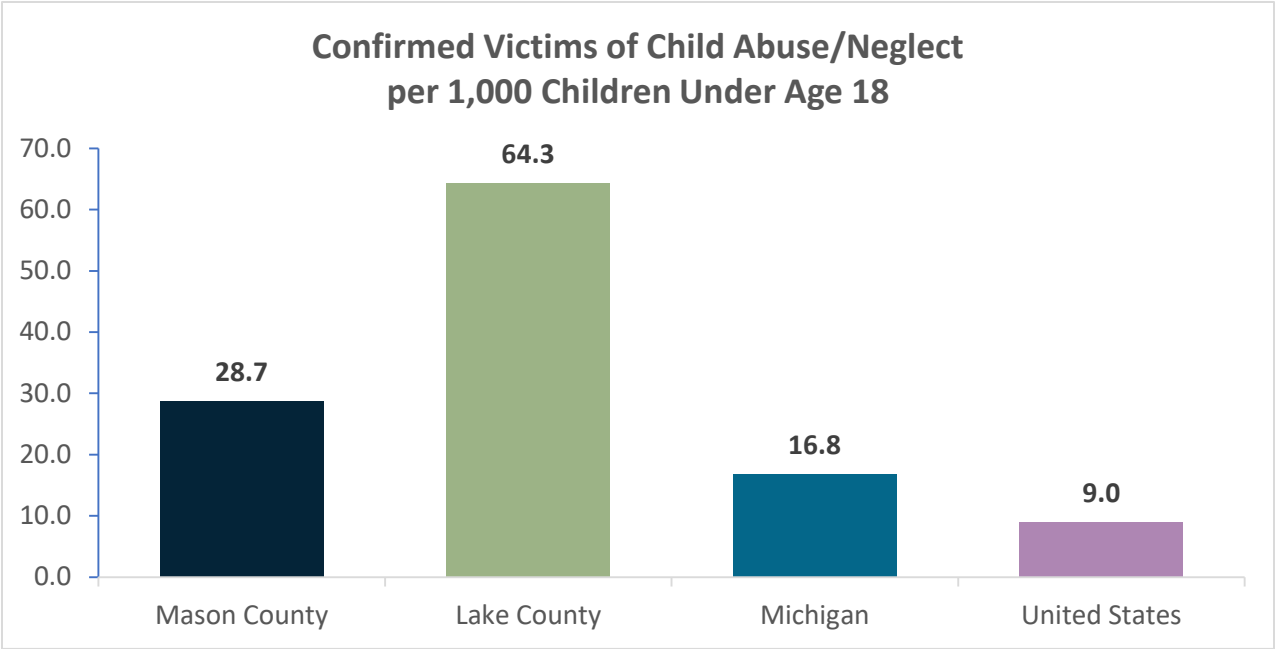 Confirmed Victims of Child Abuse/Neglect
per 1,000 Children Under Age 18
70.0
60.0
50.0
40.0
30.0
20.0
10.0
0.0
28.7
64.3
16.8
9.0
Mason County
Lake County
Michigan
United States